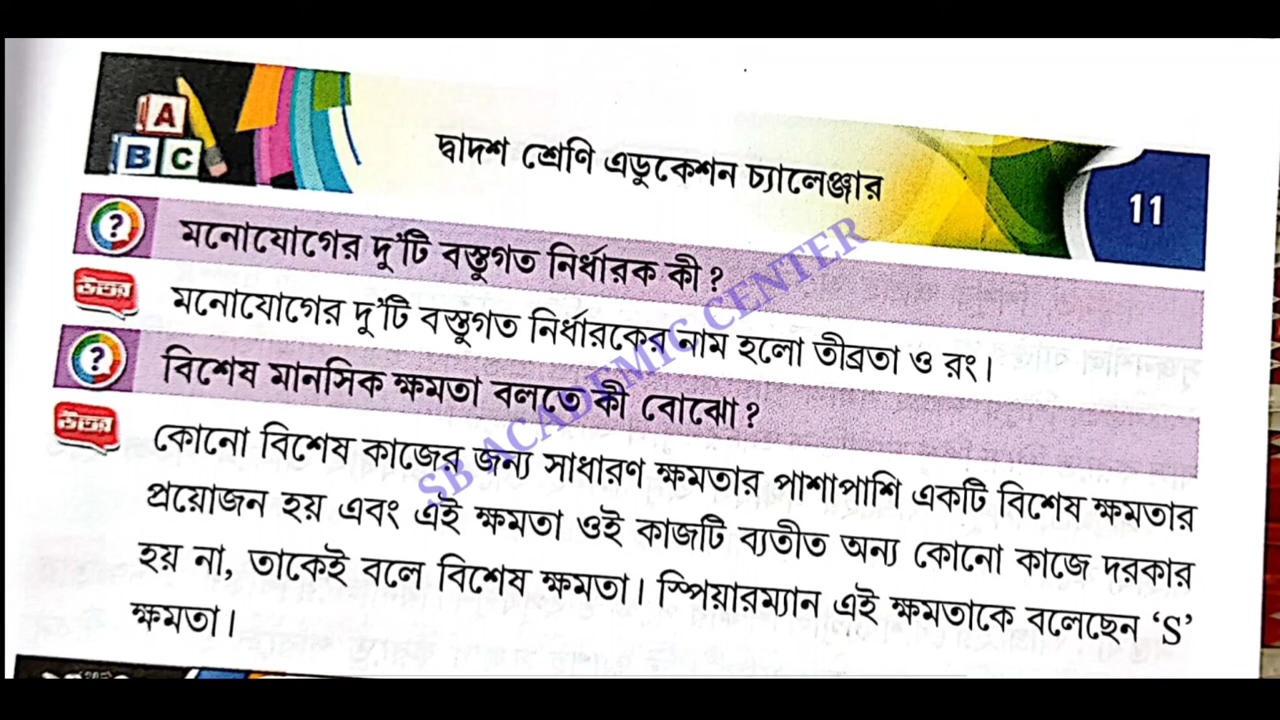 A
B C
দ্বাদশ শ্রেণি এডুকেশন চ্যালেঞ্জার
11
? মনোযোগের দু'টি বস্তুগত নির্ধারক কী?
উত্তর মনোযোগের দু'টি বস্তুগত নির্ধারকের নাম হলো তীব্রতা ও রং।
? বিশেষ মানসিক ক্ষমতা বলতে কী বোঝো?
উত্তর কোনো বিশেষ কাজের জন্য সাধারণ ক্ষমতার পাশাপাশি একটি বিশেষ ক্ষমতার
প্রয়োজন হয় এবং এই ক্ষমতা ওই কাজটি ব্যতীত অন্য কোনো কাজে দরকার
হয় না, তাকেই বলে বিশেষ ক্ষমতা। স্পিয়ারম্যান এই ক্ষমতাকে বলেছেন ‘S’
ক্ষমতা।
SB ACADEMIC CENTER